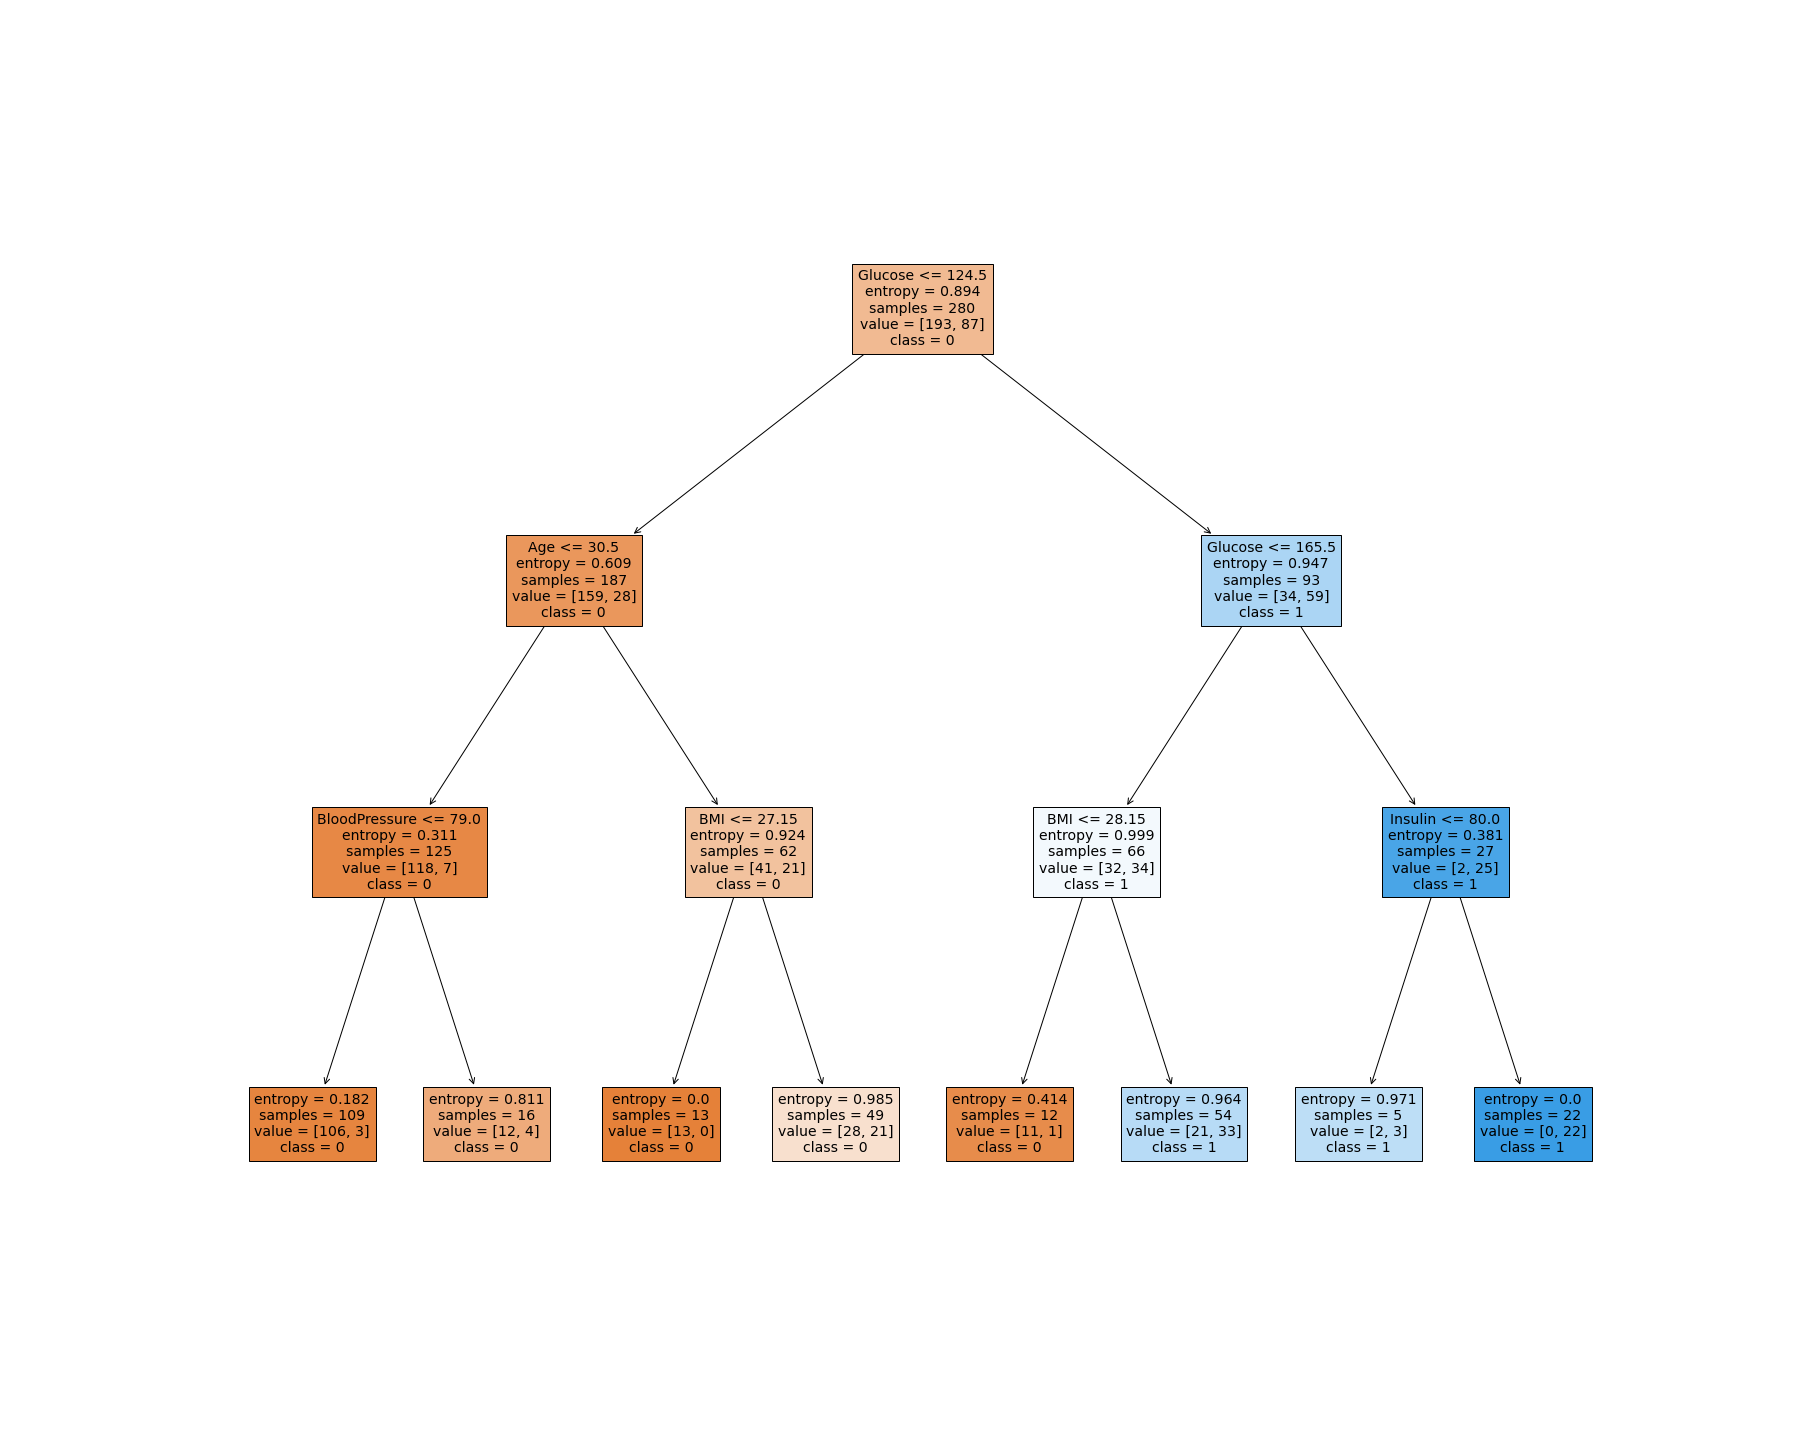 Glucose <= 124.5
entropy = 0.894
samples = 280
value = [193, 87]
class = 0
Age <= 30.5
entropy = 0.609
samples = 187
value = [159, 28]
class = 0
Glucose <= 165.5
entropy = 0.947
samples = 93
value = [34, 59]
class = 1
BloodPressure <= 79.0
entropy = 0.311
samples = 125
value = [118, 7]
class = 0
BMI <= 27.15
entropy = 0.924
samples = 62
value = [41, 21]
class = 0
BMI <= 28.15
entropy = 0.999
samples = 66
value = [32, 34]
class = 1
Insulin <= 80.0
entropy = 0.381
samples = 27
value = [2, 25]
class = 1
entropy = 0.182
samples = 109
value = [106, 3]
class = 0
entropy = 0.811
samples = 16
value = [12, 4]
class = 0
entropy = 0.0
samples = 13
value = [13, 0]
class = 0
entropy = 0.985
samples = 49
value = [28, 21]
class = 0
entropy = 0.414
samples = 12
value = [11, 1]
class = 0
entropy = 0.964
samples = 54
value = [21, 33]
class = 1
entropy = 0.971
samples = 5
value = [2, 3]
class = 1
entropy = 0.0
samples = 22
value = [0, 22]
class = 1